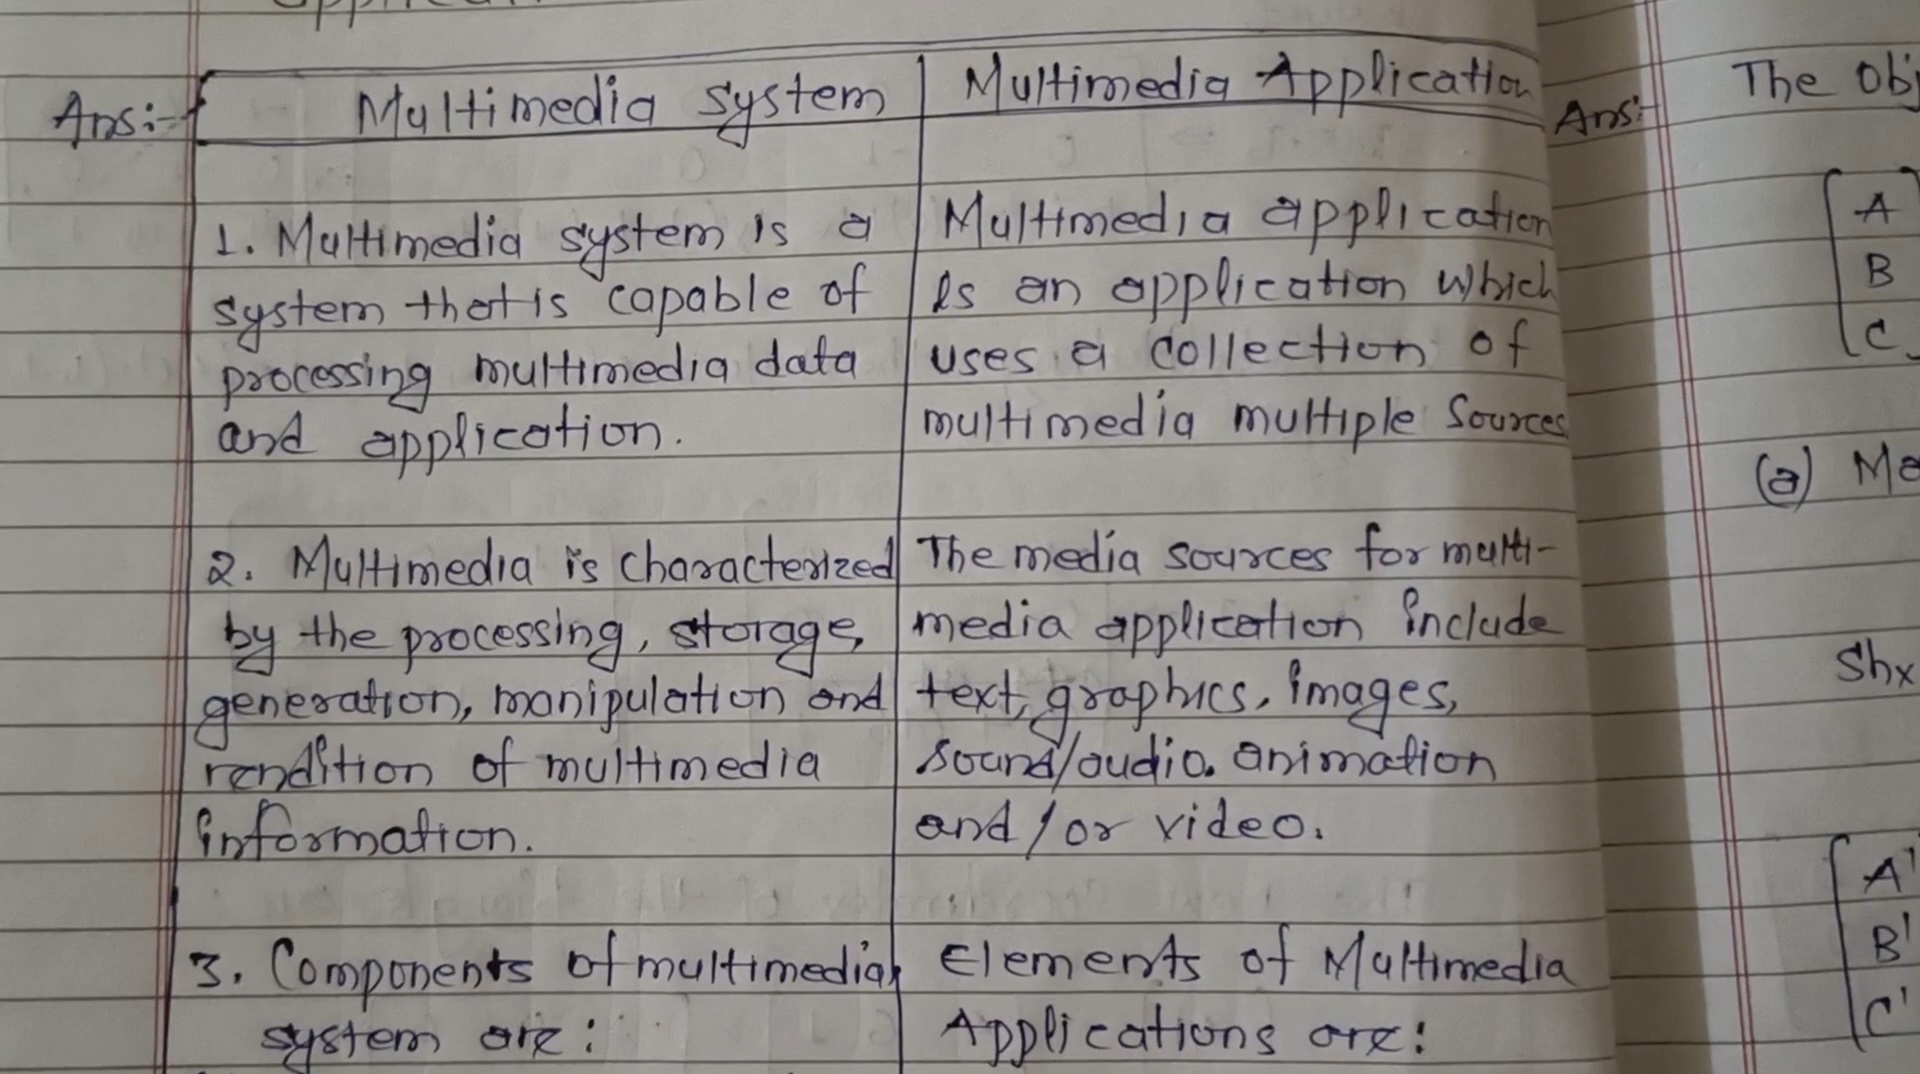 Ans:-
Multimedia system
1. Multimedia system is a
system that is capable of
processing multimedia data
and application.
2. Multimedia is characterized
by the processing, storage,
generation, manipulation and
rendition of multimedia
information.
3. Components of multimedia
system are:
Multimedia Application
Multimedia application
is an application which
uses a collection of
multimedia multiple sources
The media sources for multi-
media application include
text, graphics, images,
sound/audio. animation
and/or video.
Elements of Multimedia
Applications are:
Ans:-
The
A
B
C
(a)
A'
B'
C'